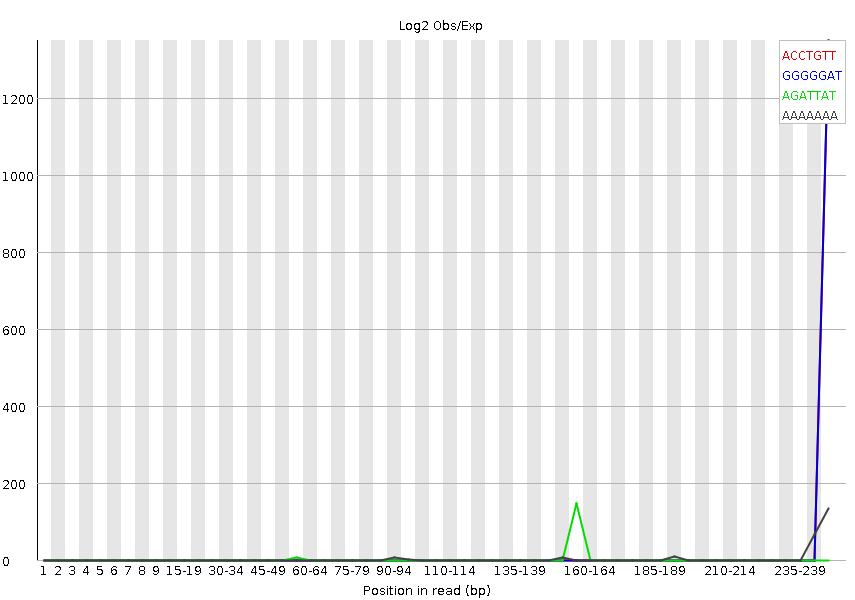 Log2 Obs/Exp
ACCTGTT
GGGGGAT
AGATTAT
AAAAAAA
1200
1000
800
600
400
200
0
1 2 3 4 5 6 7 8 9 15-19 30-34 45-49 60-64 75-79 90-94 110-114 135-139 160-164 185-189 210-214 235-239
Position in read (bp)